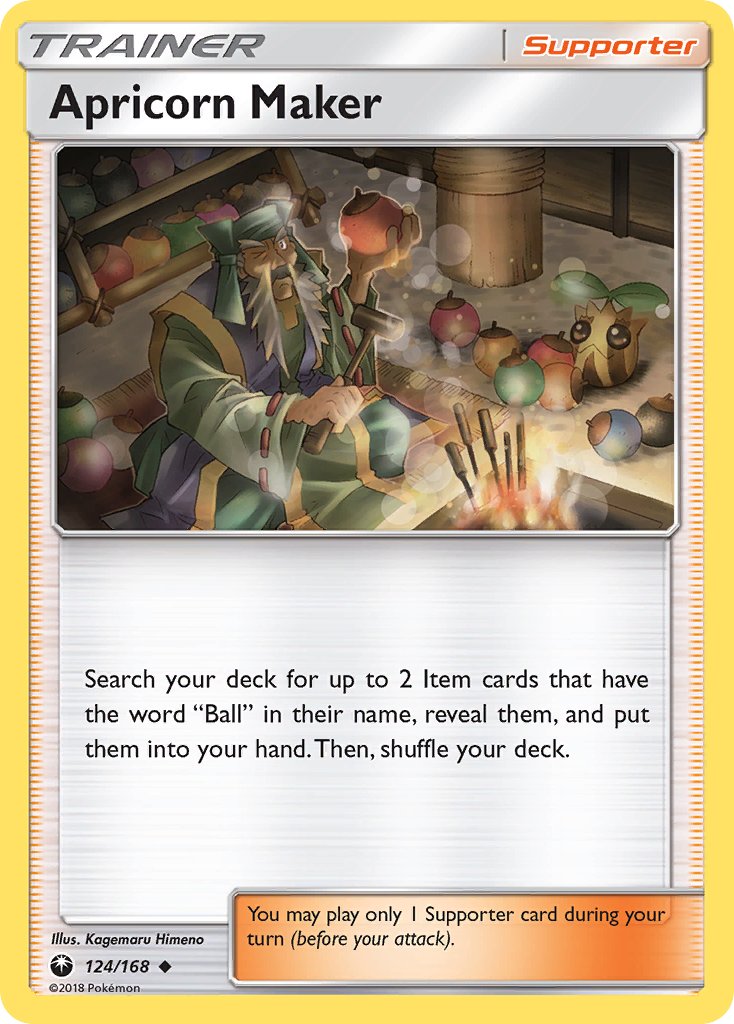 TRAINER
Supporter
Apricorn Maker
Search your deck for up to 2 Item cards that have
the word “Ball” in their name, reveal them, and put
them into your hand. Then, shuffle your deck.
You may play only 1 Supporter card during your
turn (before your attack).
Illus. Kagemaru Himeno
124/168
©2018 Pokémon